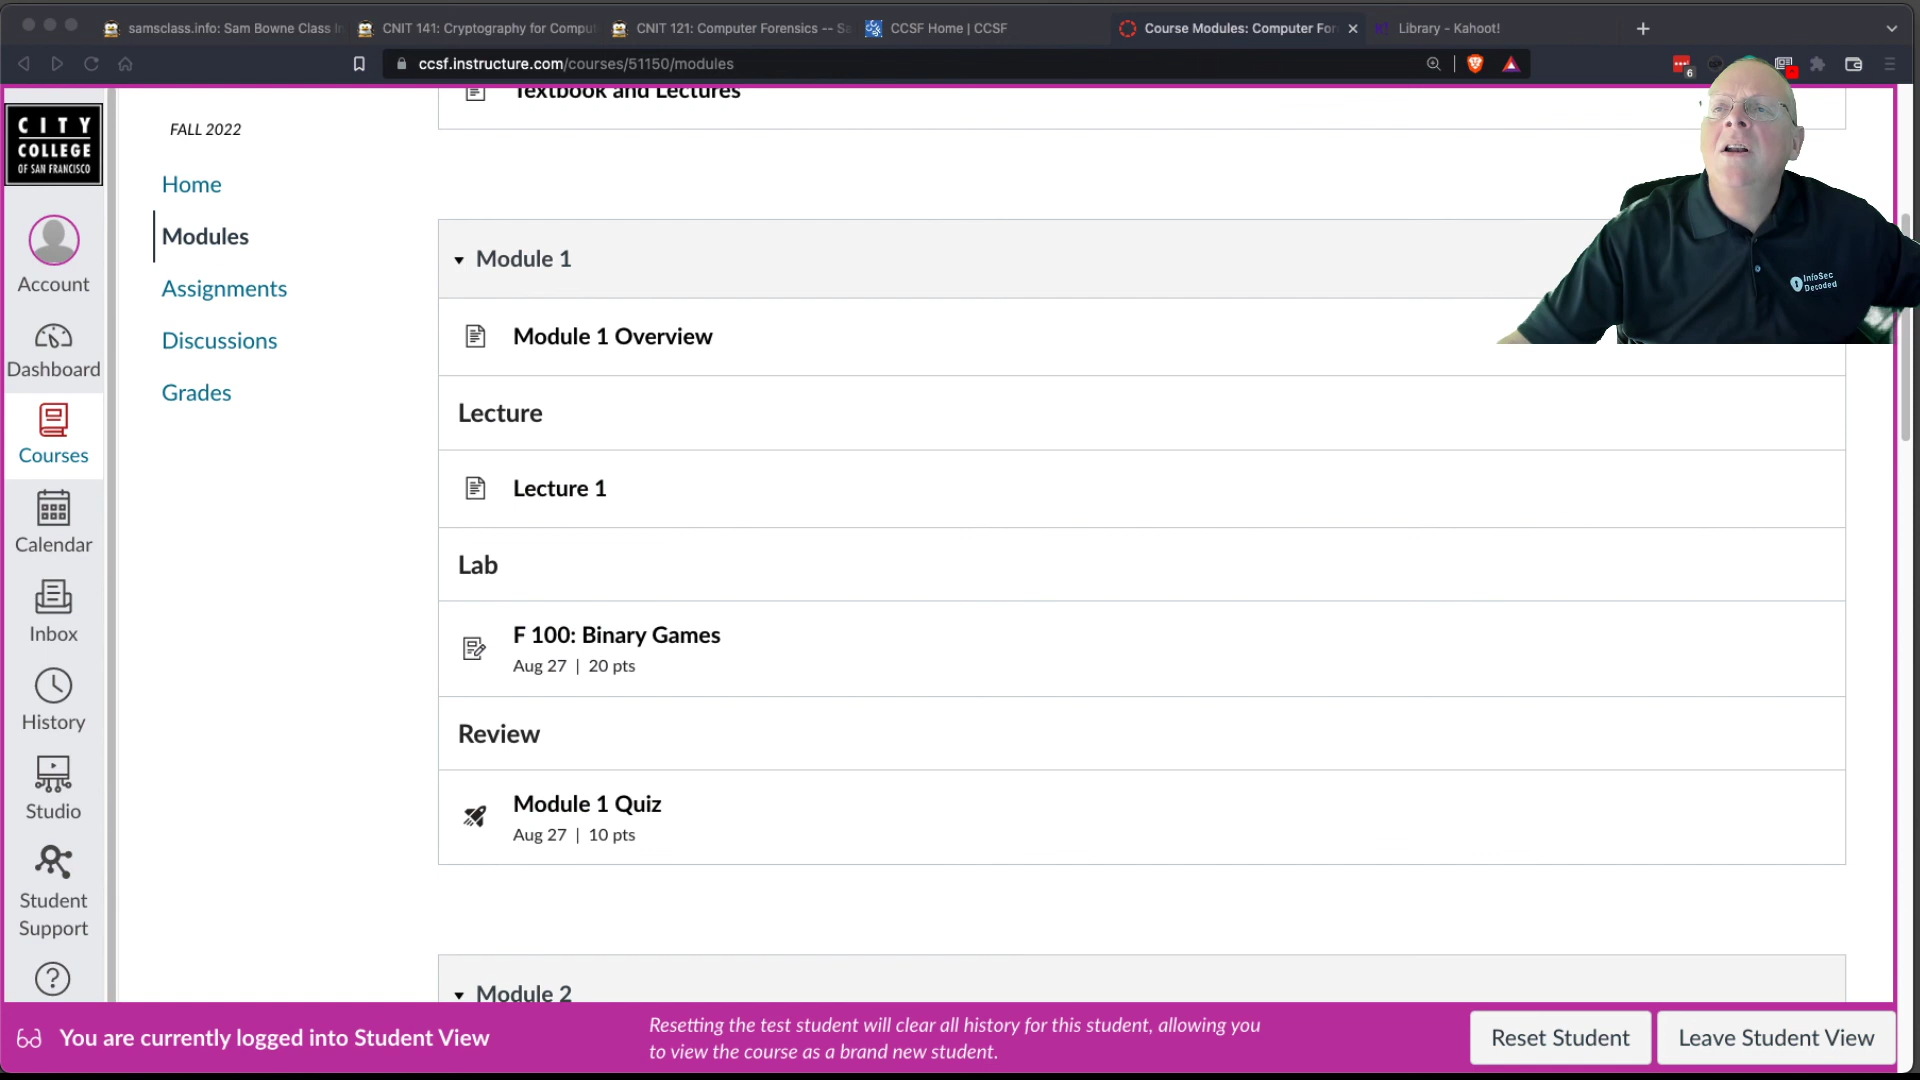 samsclass.info: Sam Bowne Class In
CNIT 141: Cryptography for Comput
CNIT 121: Computer Forensics -- Sa
CCSF Home | CCSF
Course Modules: Computer For
Library - Kahoot!
ccsf.instructure.com/courses/51150/modules
6
Textbook and Lectures
CITY
COLLEGE
OF SAN FRANCISCO
FALL 2022
Home
Modules
Assignments
Discussions
Grades
Account
Dashboard
Courses
Calendar
Inbox
History
Studio
Student
Support
Module 1
Module 1 Overview
Lecture
Lecture 1
Lab
F 100: Binary Games
Aug 27 | 20 pts
Review
Module 1 Quiz
Aug 27 | 10 pts
Module 2
InfoSec
Decoded
You are currently logged into Student View
Resetting the test student will clear all history for this student, allowing you
to view the course as a brand new student.
Reset Student
Leave Student View